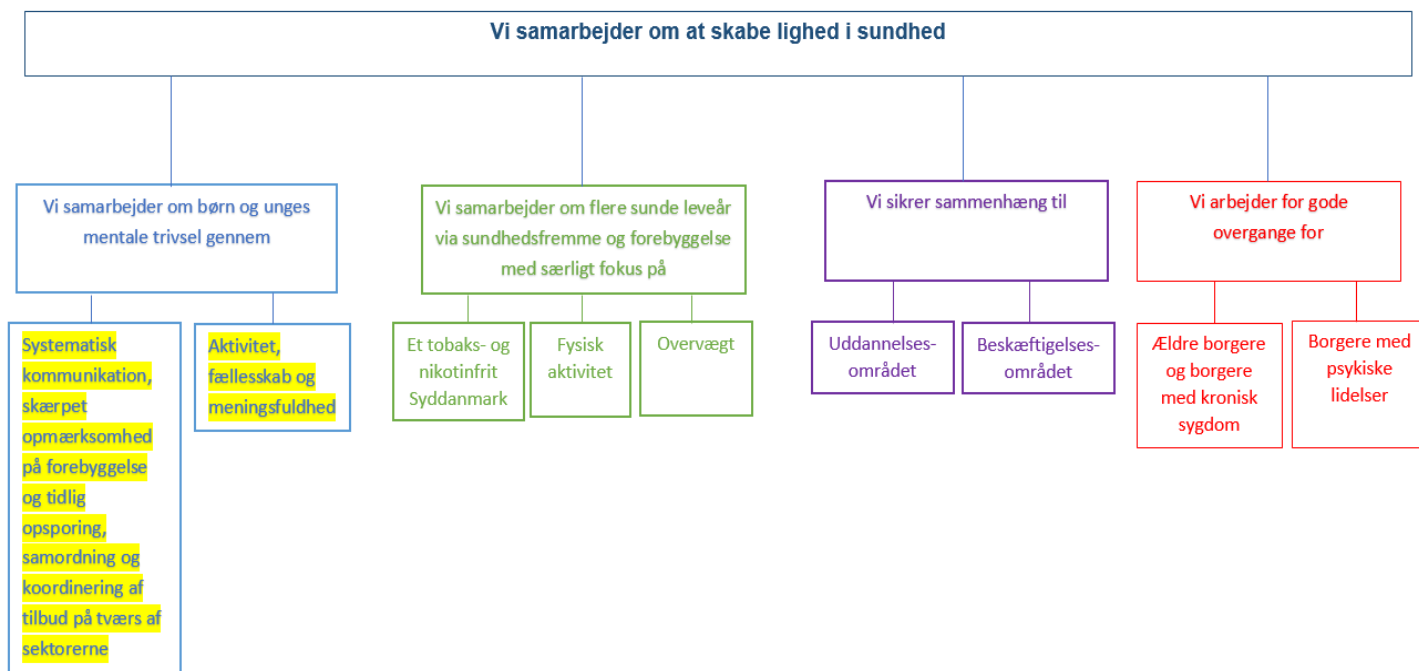 Vi samarbejder om at skabe lighed i sundhed
Vi samarbejder om børn og unges
mentale trivsel gennem
Systematisk
kommunikation,
skærpet
opmærksomhed
på forebyggelse
og tidlig
opsporing,
samordning og
koordinering af
tilbud på tværs af
sektorerne
Aktivitet,
fællesskab og
meningsfuldhed
Vi samarbejder om flere sunde leveår
via sundhedsfremme og forebyggelse
med særligt fokus på
Et tobaks- og
nikotinfrit
Syddanmark
Fysisk
aktivitet
Overvægt
Vi sikrer sammenhæng til
Uddannelses-
området
Beskæftigelses-
området
Vi arbejder for gode
overgange for
Ældre borgere
og borgere
med kronisk
sygdom
Borgere med
psykiske
lidelser